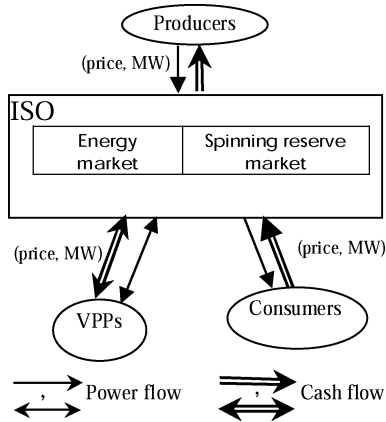 Producers
(price, MW)
ISO
Energy
market
Spinning reserve
market
(price, MW)
(price, MW)
VPPs
Consumers
, Power flow
, Cash flow